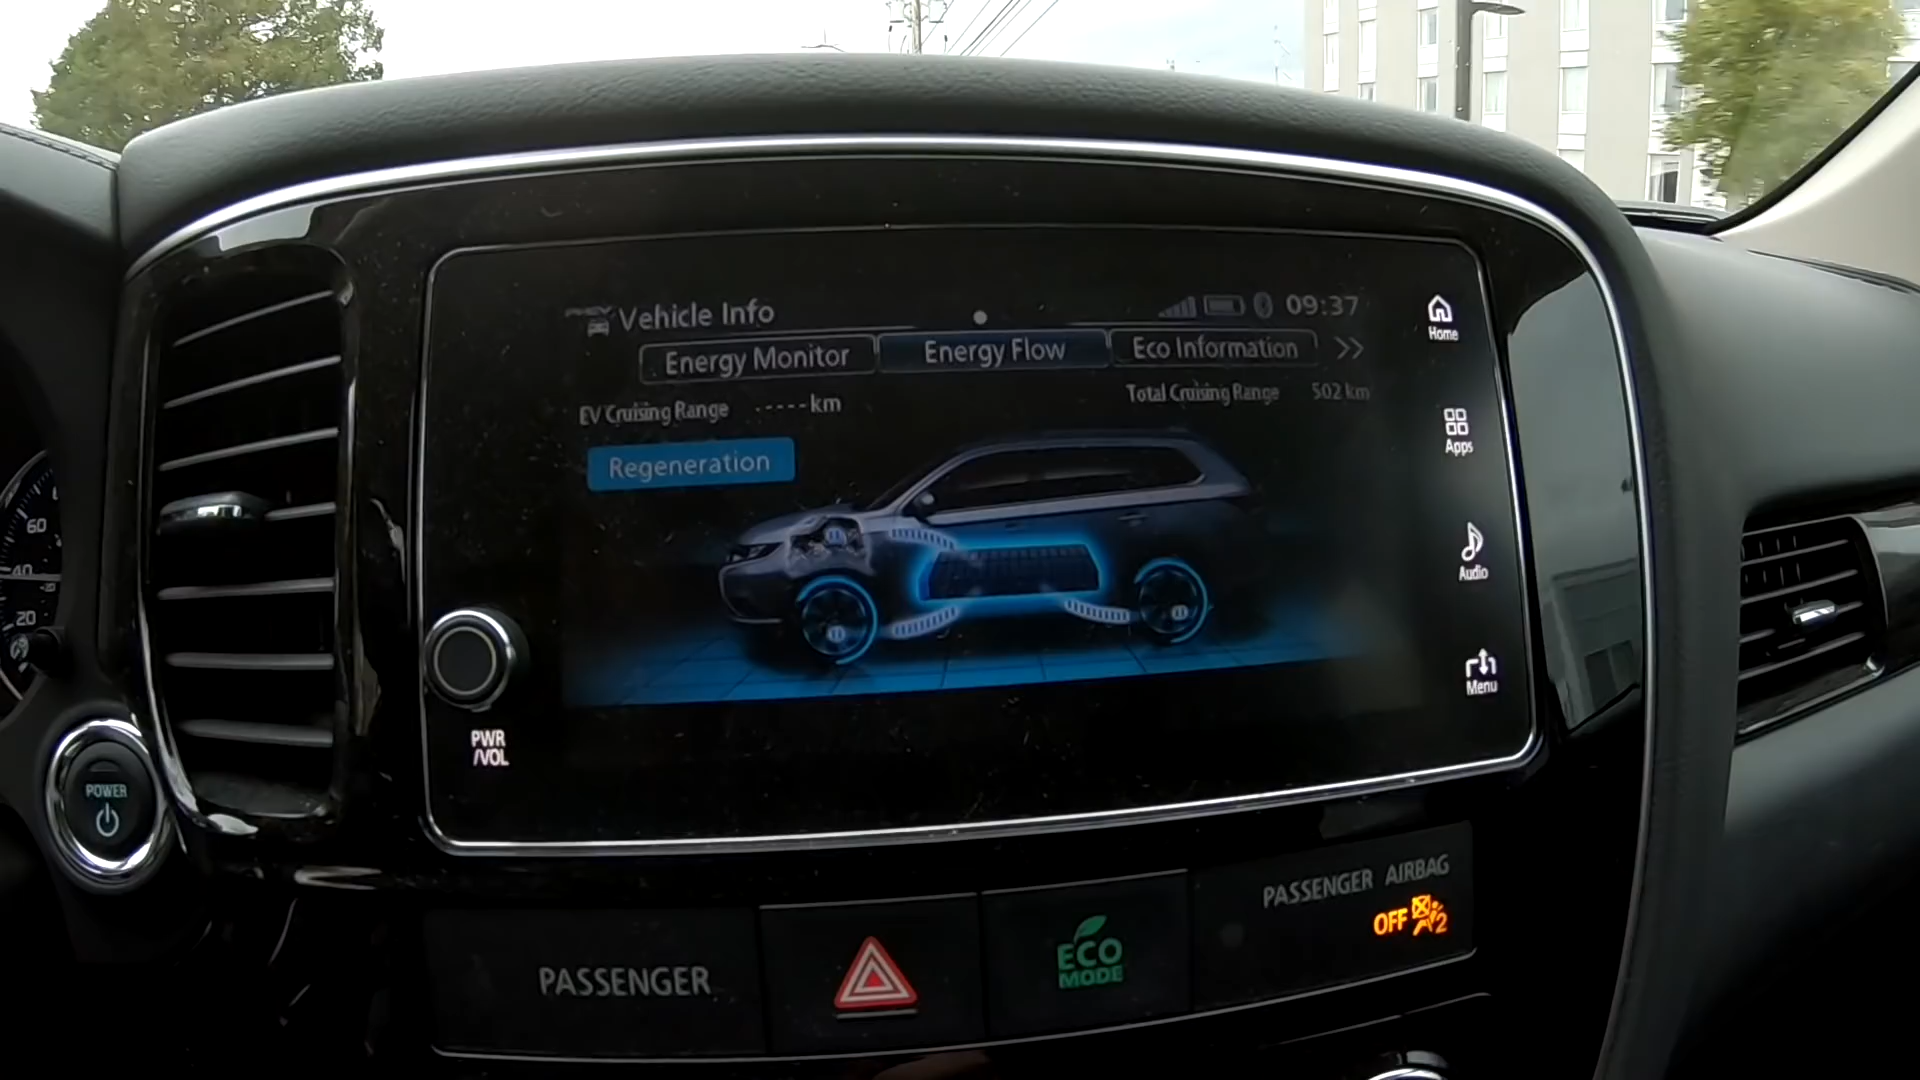 Vehicle Info
09:37
Energy Monitor
Energy Flow
Eco Information
EV Cruising Range -----km
Total Cruising Range 502 km
Regeneration
Home
Apps
Audio
Menu
PWR
/VOL
60
40
20
POWER
PASSENGER
ECO
MODE
PASSENGER AIRBAG
OFF
2